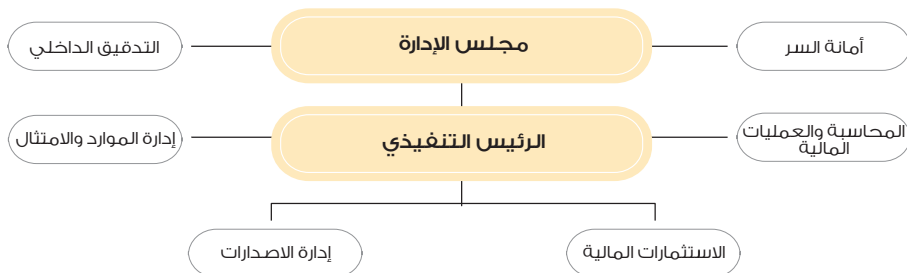 أمانة السر
مجلس الإدارة
التدقيق الداخلي
المحاسبة والعمليات
المالية
الرئيس التنفيذي
إدارة الموارد والامتثال
الاستثمارات المالية
إدارة الاصدارات